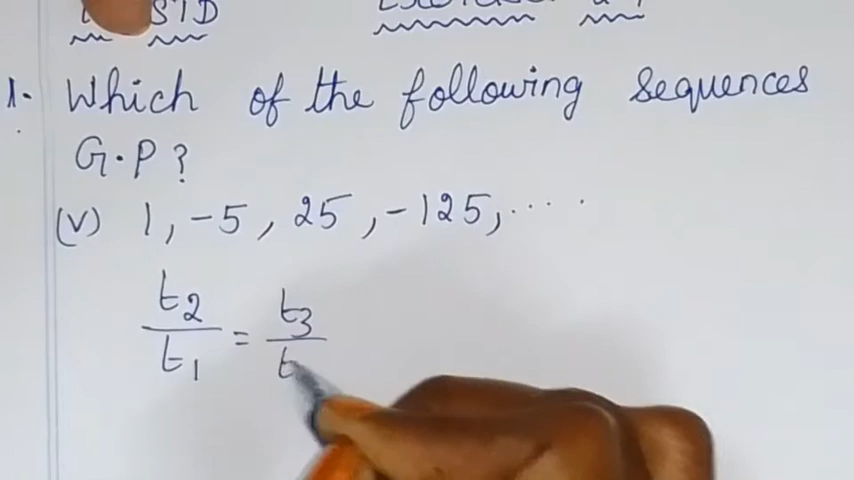 STD
1. Which of the following sequences
G.P?
(v) 1, -5, 25, -125, .....
t2/t1 = t3/t